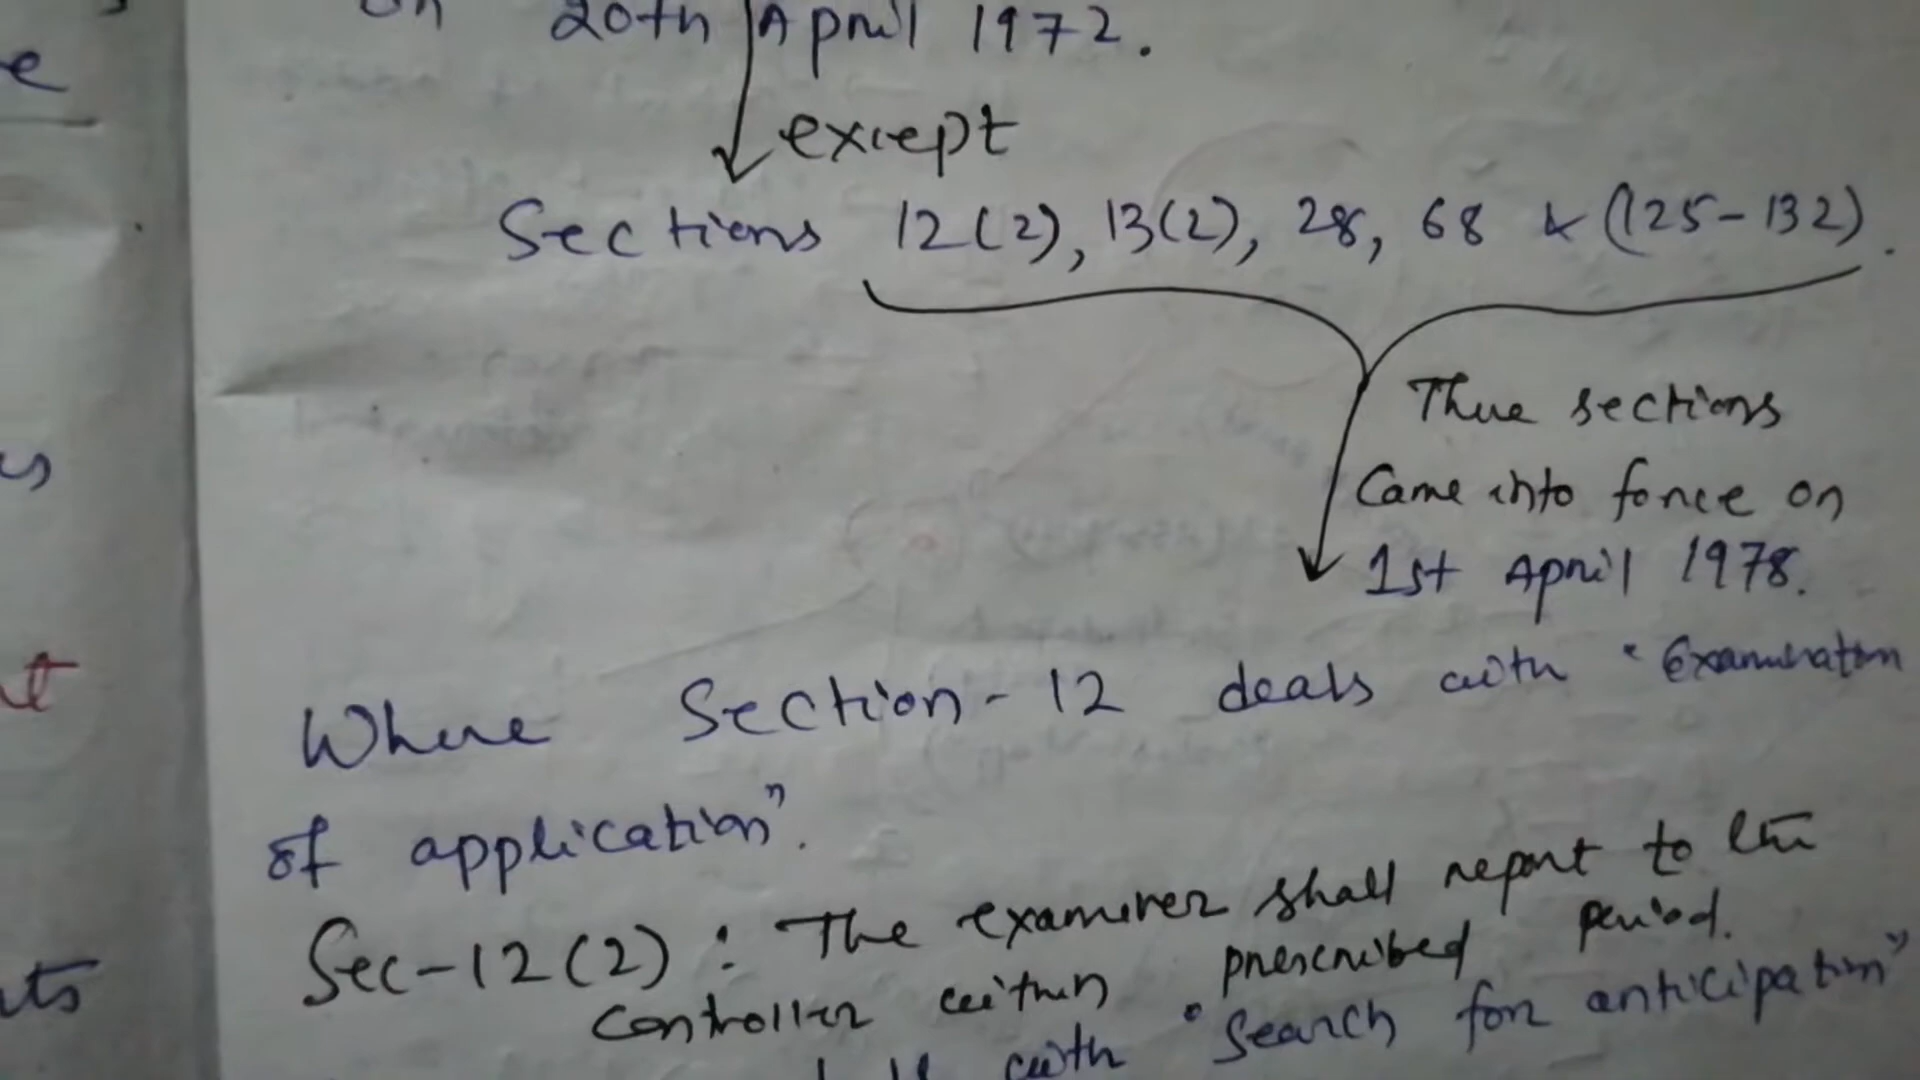 on 20th April 1972.
except
Sections 12(2), 13(2), 28, 68 & (125-132).
These sections
Came into force on
1st April 1978.
Where Section-12 deals with "Examination
of application".
Sec-12(2): The examiner shall report to the
controller within prescribed period.
with "Search for anticipation"